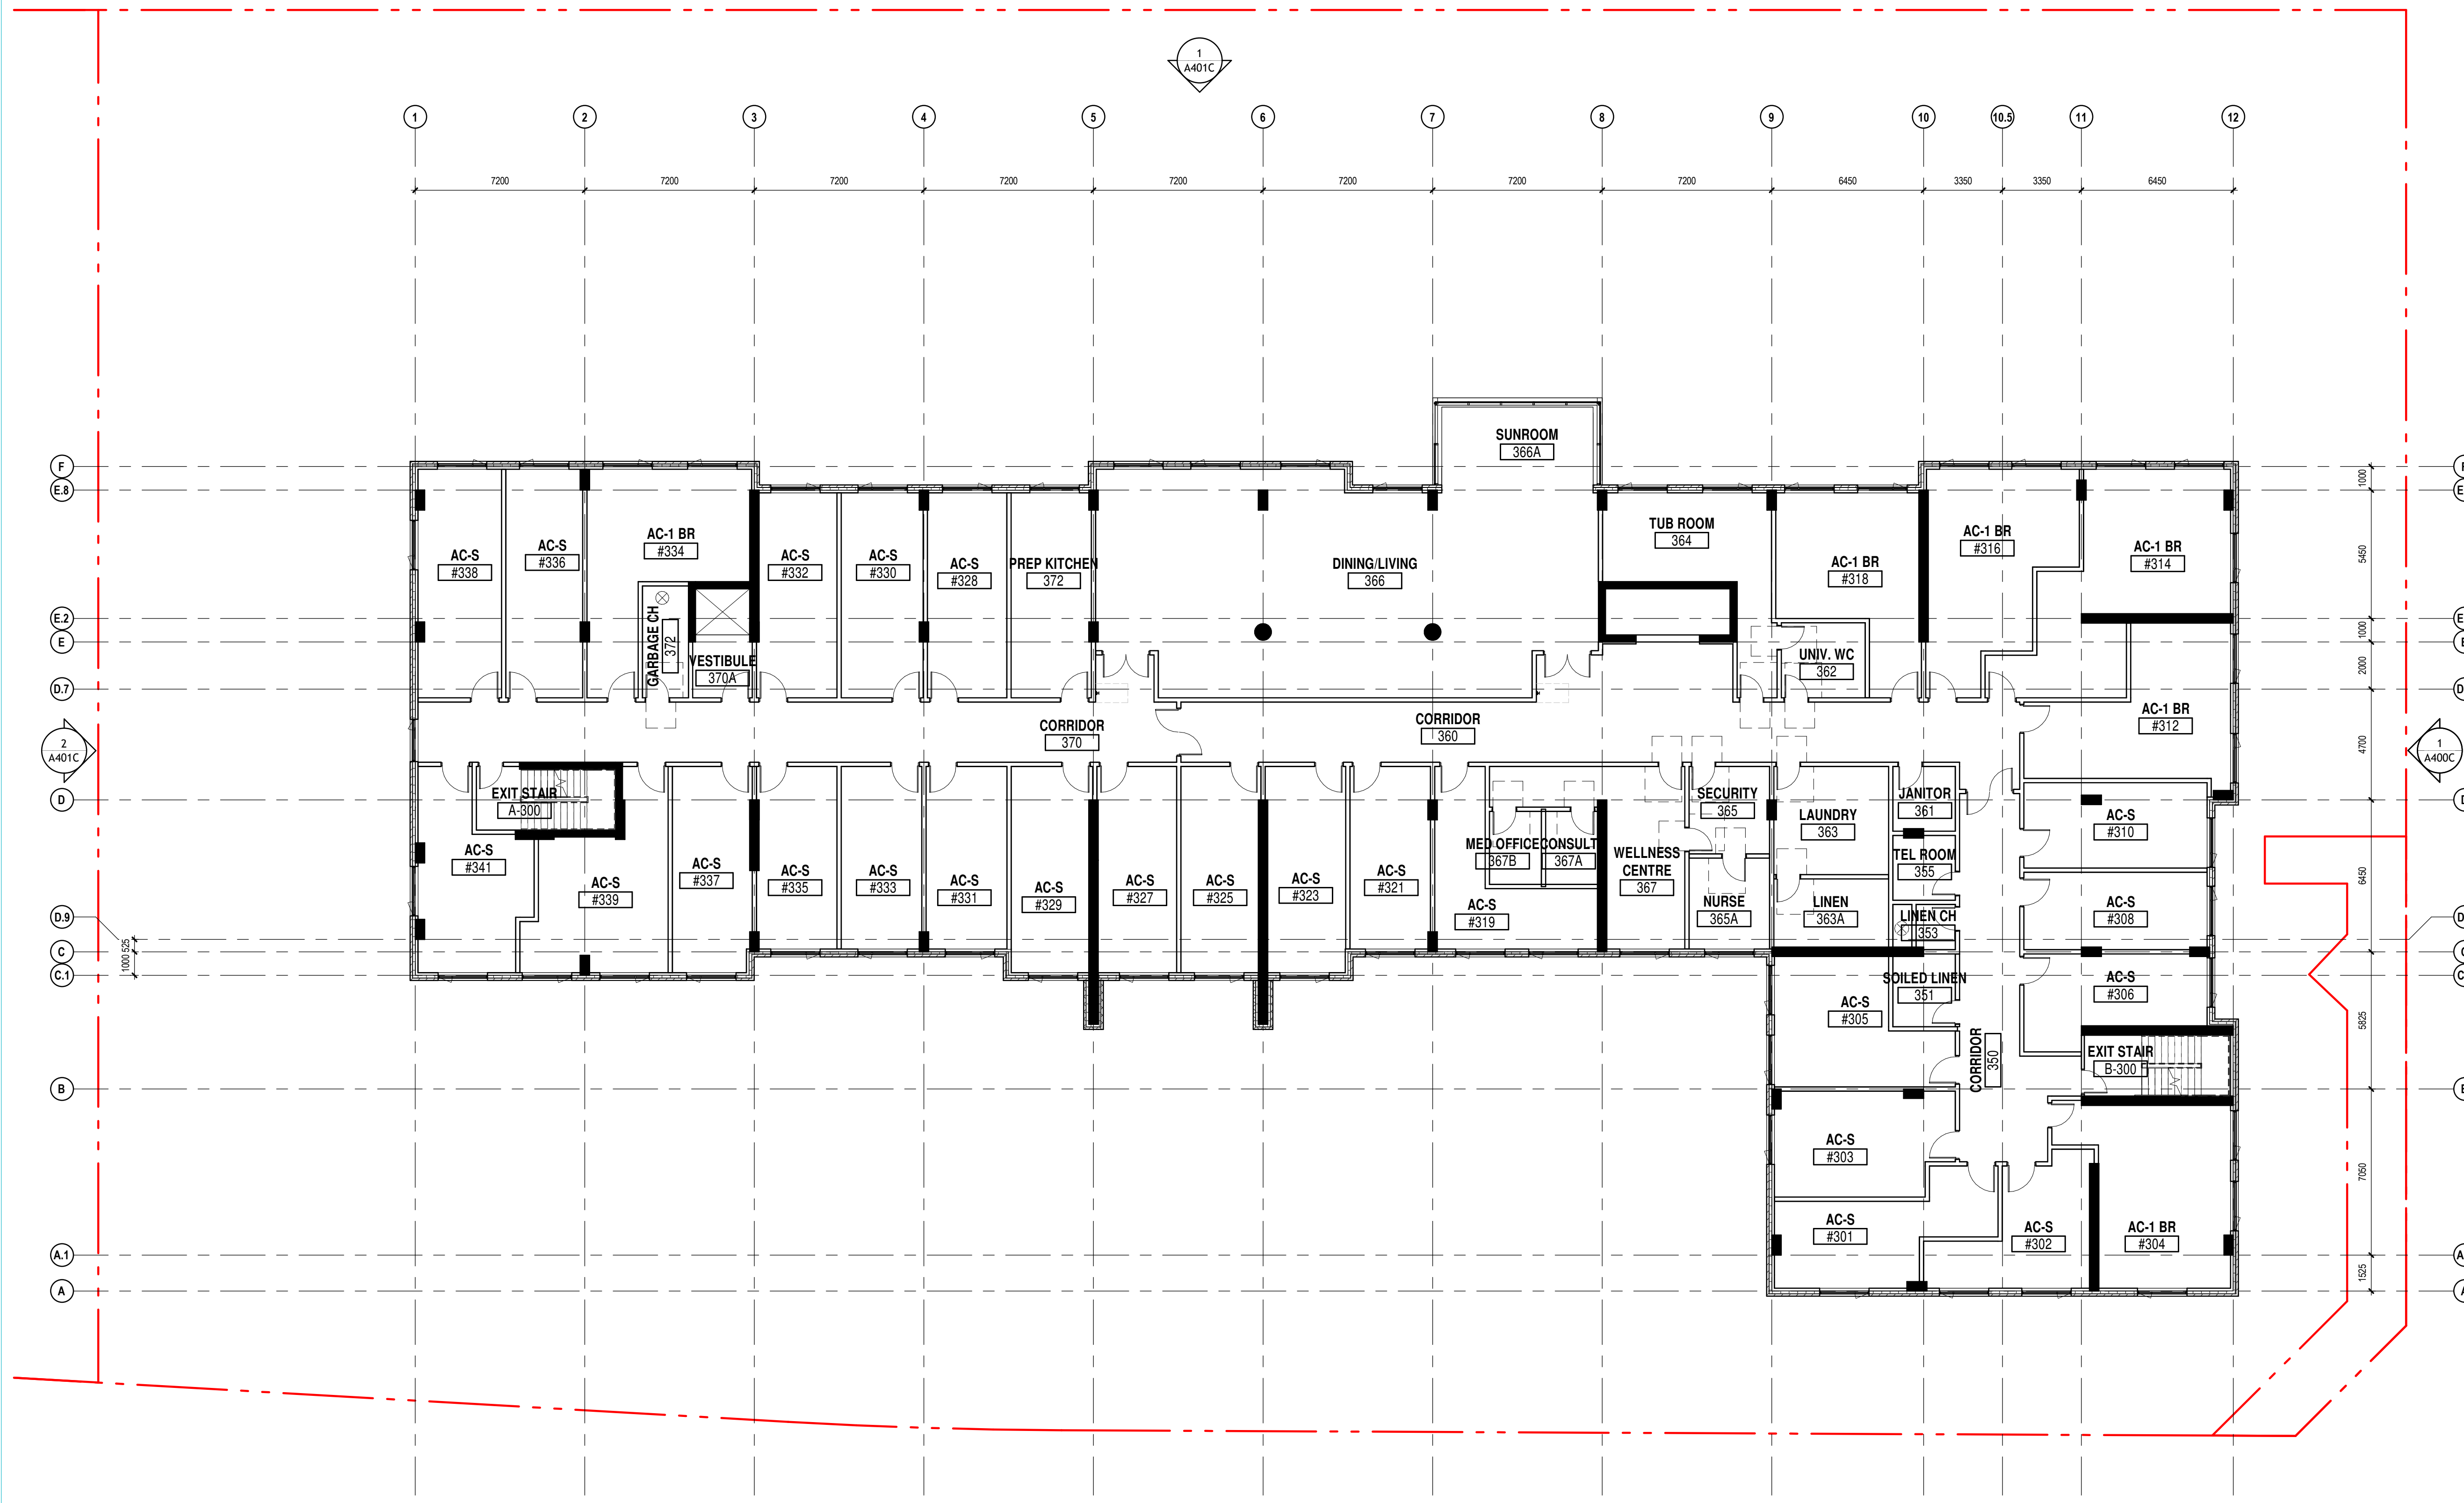 1
A401C
1
2
3
4
5
6
7
8
9
10
10.5
11
12
7200
7200
7200
7200
7200
7200
7200
7200
6450
3350
3350
6450
SUNROOM
366A
F
E.8
E.2
E
D.7
D
D.9
C
C.1
B
A.1
A
2
A401C
1
A400C
1000
5450
1000
2000
4700
6450
5825
7050
1525
1000
525
AC-S
#338
AC-S
#336
AC-1 BR
#334
GARBAGE CH
372
VESTIBULE
370A
AC-S
#332
AC-S
#330
AC-S
#328
PREP KITCHEN
372
DINING/LIVING
366
TUB ROOM
364
AC-1 BR
#318
UNIV. WC
362
AC-1 BR
#316
AC-1 BR
#314
AC-1 BR
#312
CORRIDOR
370
CORRIDOR
360
EXIT STAIR
A-300
AC-S
#341
AC-S
#339
AC-S
#337
AC-S
#335
AC-S
#333
AC-S
#331
AC-S
#329
AC-S
#327
AC-S
#325
AC-S
#323
AC-S
#321
AC-S
#319
MED OFFICE
367B
CONSULT
367A
WELLNESS
CENTRE
367
SECURITY
365
NURSE
365A
LAUNDRY
363
LINEN
363A
JANITOR
361
TEL ROOM
355
LINEN CH
353
SOILED LINEN
351
AC-S
#310
AC-S
#308
AC-S
#306
AC-S
#305
CORRIDOR
350
EXIT STAIR
B-300
AC-S
#303
AC-S
#301
AC-S
#302
AC-1 BR
#304